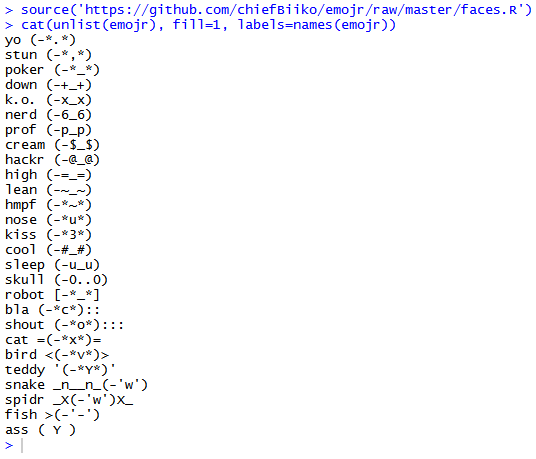 > source('https://github.com/chiefBiiko/emojr/raw/master/faces.R')
> cat(unlist(emojr), fill=1, labels=names(emojr))
yo (-*.*)
stun (-*,*)
poker (-*_*)
down (-+_+)
k.o. (-x_x)
nerd (-6_6)
prof (-p_p)
cream (-$_$)
hackr (-@_@)
high (-=_=)
lean (-~_~)
hmpf (-*~*)
nose (-*u*)
kiss (-*3*)
cool (-#_#)
sleep (-u_u)
skull (-0..0)
robot [-*_*]
bla (-*c*)::
shout (-*o*):::
cat =(-*x*)=
bird <(-*v*)>
teddy '(-*Y*)'
snake _n__n_(-'w')
spidr _X(-'w')X_
fish >(-'-')
ass ( Y )
>